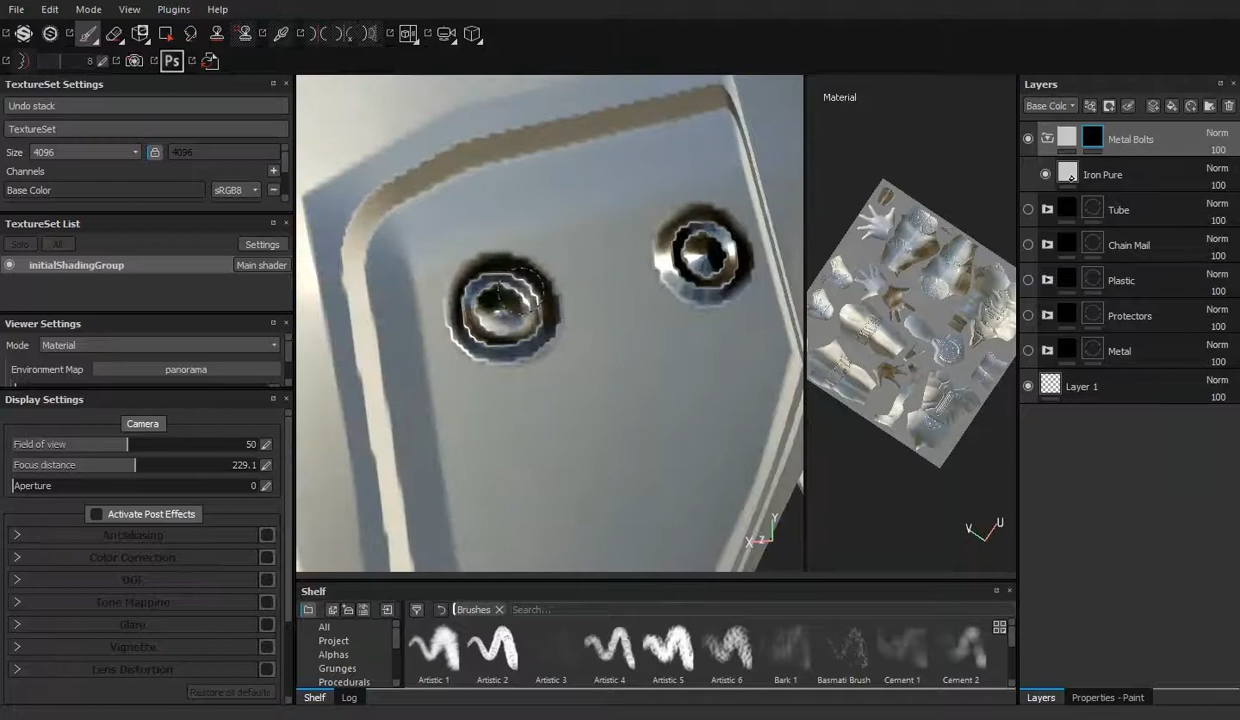 File Edit Mode View Plugins Help
8 Ps
TextureSet Settings
Undo stack
TextureSet
Size 4096 4096
Channels
Base Color sRGB8
TextureSet List
Solo All Settings
initialShadingGroup Main shader
Viewer Settings
Mode Material
Environment Map panorama
Display Settings
Camera
Field of view 50
Focus distance 229.1
Aperture 0
Activate Post Effects
Antialiasing
Color Correction
DOF
Tone Mapping
Glare
Vignette
Lens Distortion
Restore all defaults
Material
Y
X Z
V U
Shelf
Brushes Search...
All
Project
Alphas
Grunges
Procedurals
Artistic 1 Artistic 2 Artistic 3 Artistic 4 Artistic 5 Artistic 6 Bark 1 Basmati Brush Cement 1 Cement 2
Shelf Log
Layers
Base Colc
Metal Bolts Norm 100
Iron Pure Norm 100
Tube Norm 100
Chain Mail Norm 100
Plastic Norm 100
Protectors Norm 100
Metal Norm 100
Layer 1 Norm 100
Layers Properties - Paint